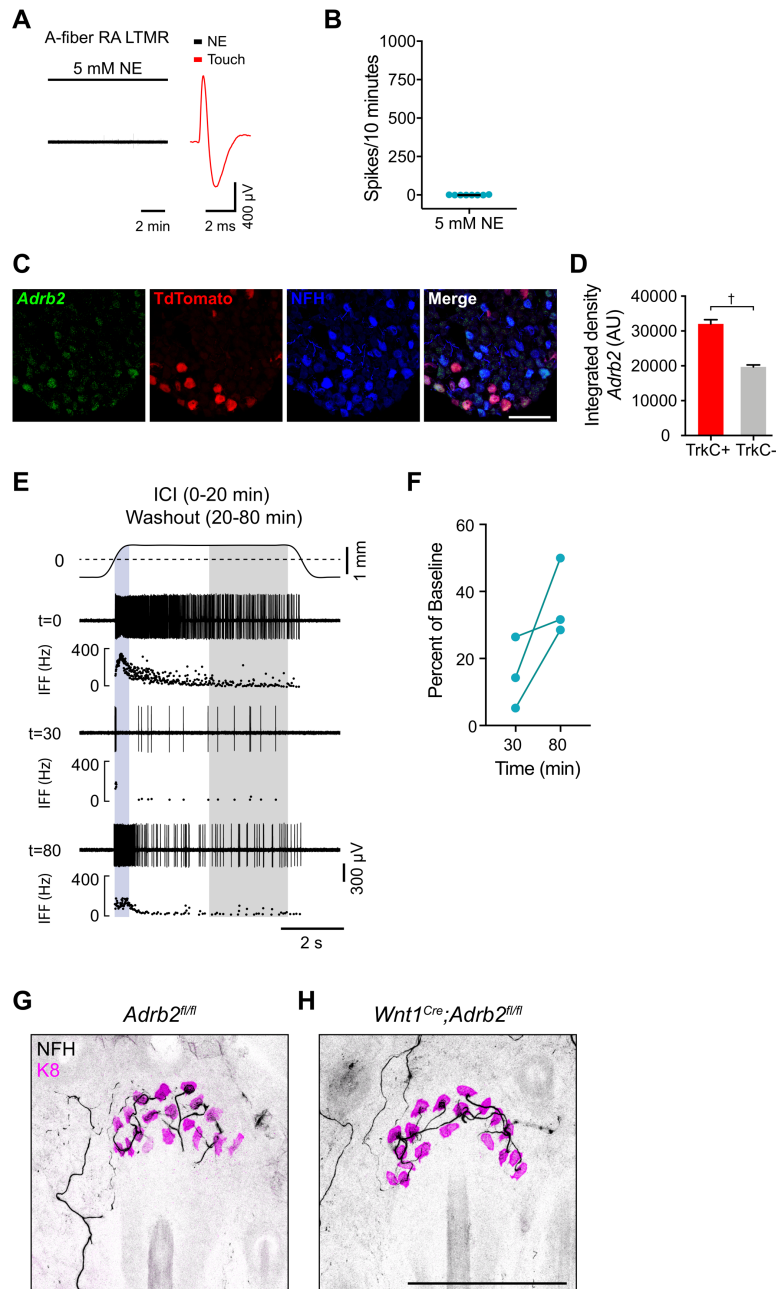 A
A-fiber RA LTMR
5 mM NE
NE
Touch
2 min
2 ms
400 µV
B
Spikes/10 minutes
1000
750
500
250
0
5 mM NE
C
Adrb2
TdTomato
NFH
Merge
D
Integrated density
Adrb2 (AU)
40000
30000
20000
10000
0
†
TrkC+
TrkC-
E
ICI (0-20 min)
Washout (20-80 min)
0
1 mm
t=0
IFF (Hz)
400
0
t=30
IFF (Hz)
400
0
t=80
300 µV
IFF (Hz)
400
0
2 s
F
Percent of Baseline
60
40
20
0
30
80
Time (min)
G
Adrb2fl/fl
NFH
K8
H
Wnt1Cre;Adrb2fl/fl